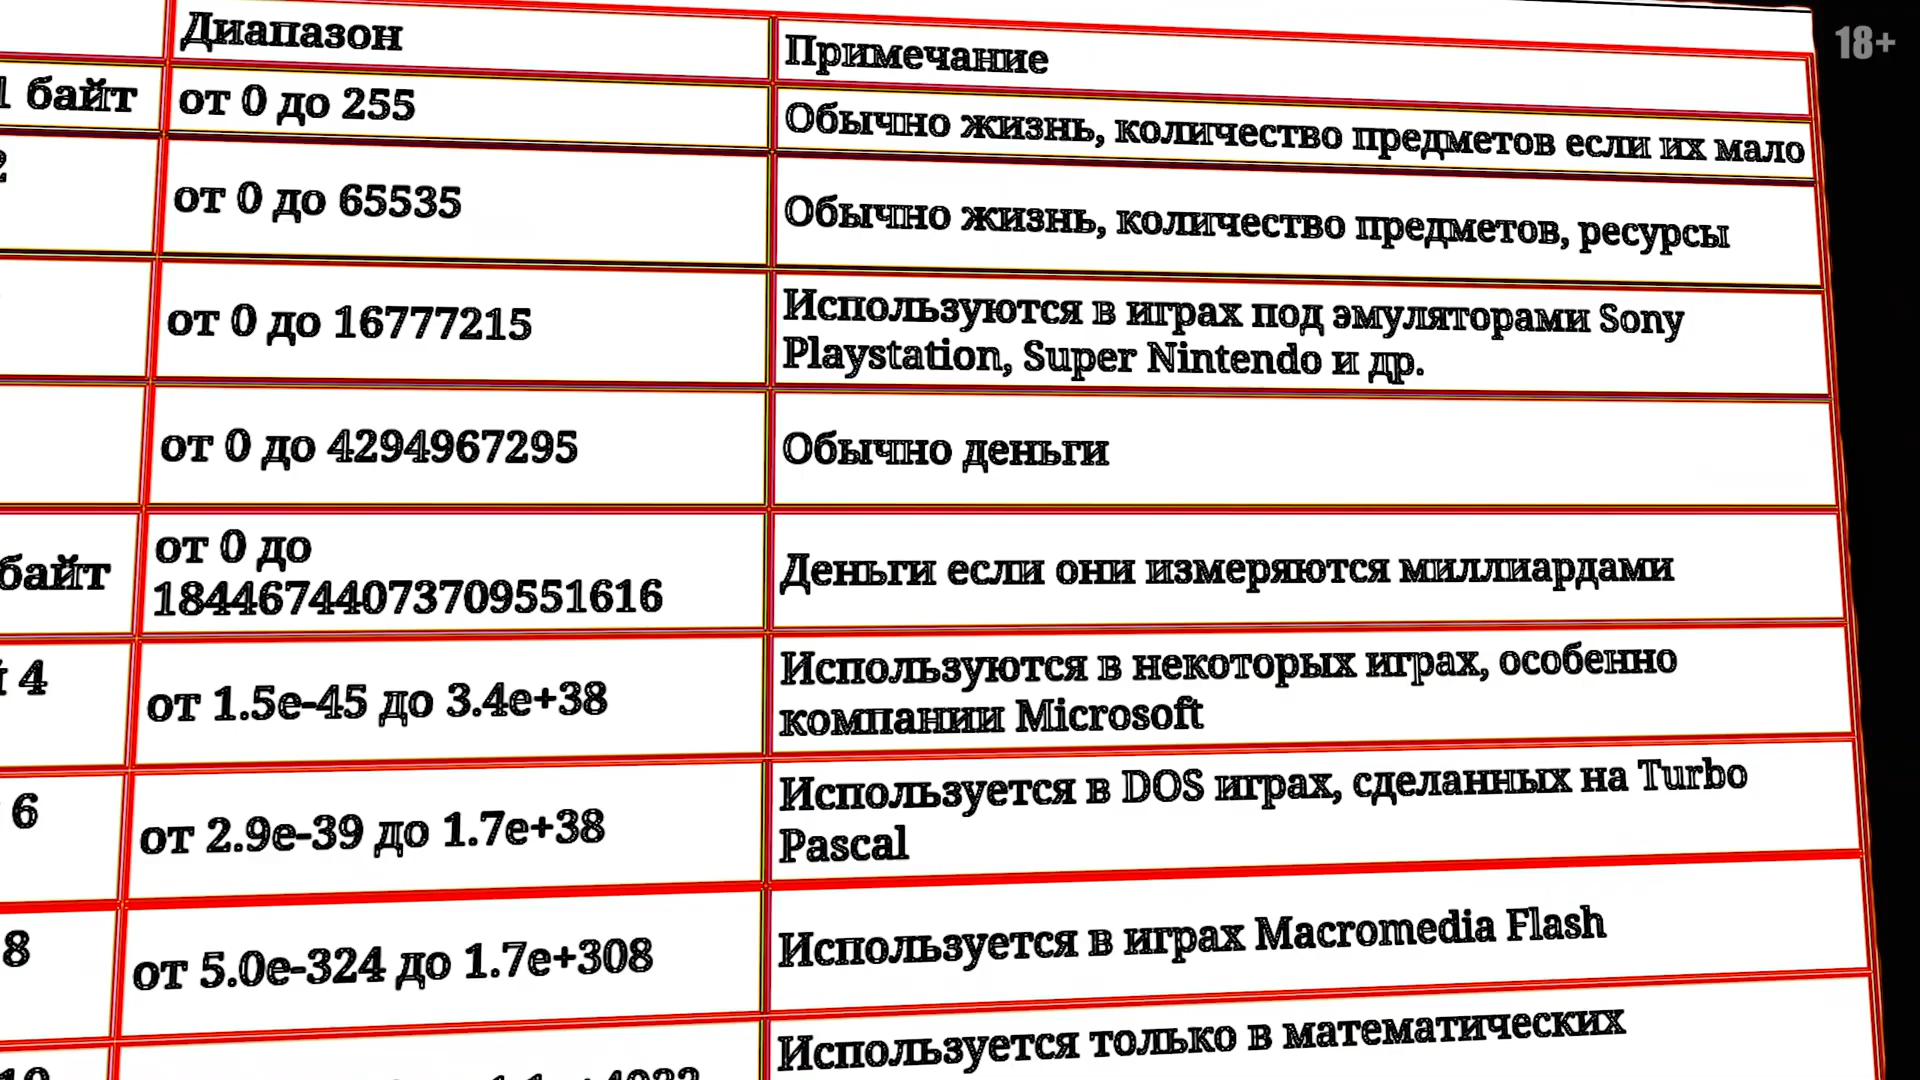 Диапазон
Примечание
18+
1 байт
от 0 до 255
Обычно жизнь, количество предметов если их мало
2
от 0 до 65535
Обычно жизнь, количество предметов, ресурсы
от 0 до 16777215
Используются в играх под эмуляторами Sony
Playstation, Super Nintendo и др.
от 0 до 4294967295
Обычно деньги
байт
от 0 до
18446744073709551616
Деньги если они измеряются миллиардами
4
от 1.5e-45 до 3.4e+38
Используются в некоторых играх, особенно
компании Microsoft
6
от 2.9e-39 до 1.7e+38
Используется в DOS играх, сделанных на Turbo
Pascal
8
от 5.0e-324 до 1.7e+308
Используется в играх Macromedia Flash
Используется только в математических